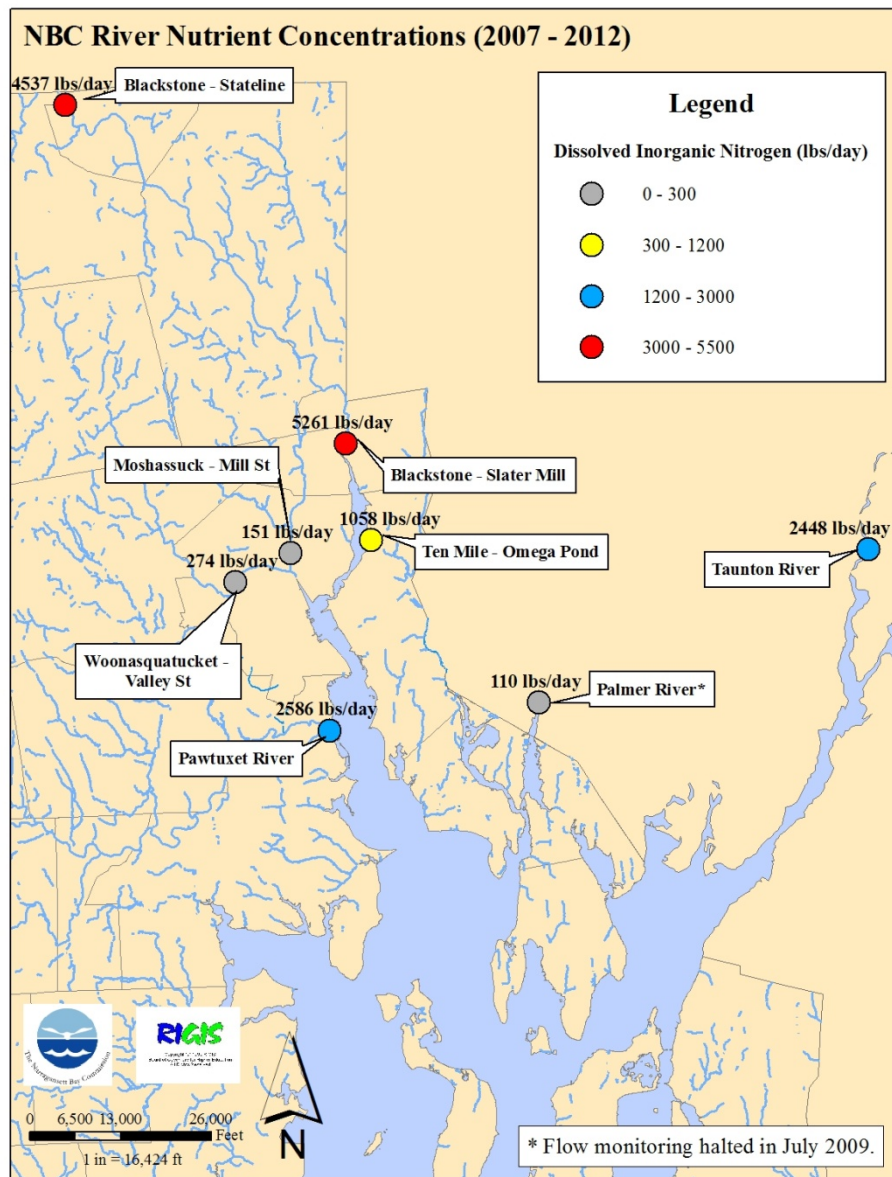 NBC River Nutrient Concentrations (2007 - 2012)
4537 lbs/day
Blackstone - Stateline
Legend
Dissolved Inorganic Nitrogen (lbs/day)
0 - 300
300 - 1200
1200 - 3000
3000 - 5500
5261 lbs/day
Blackstone - Slater Mill
Moshassuck - Mill St
151 lbs/day
1058 lbs/day
Ten Mile - Omega Pond
274 lbs/day
Woonasquatucket -
Valley St
2448 lbs/day
Taunton River
110 lbs/day
Palmer River*
2586 lbs/day
Pawtuxet River
The Narragansett Bay Commission
RIGIS
0 6,500 13,000 26,000
Feet
1 in = 16,424 ft
N
* Flow monitoring halted in July 2009.